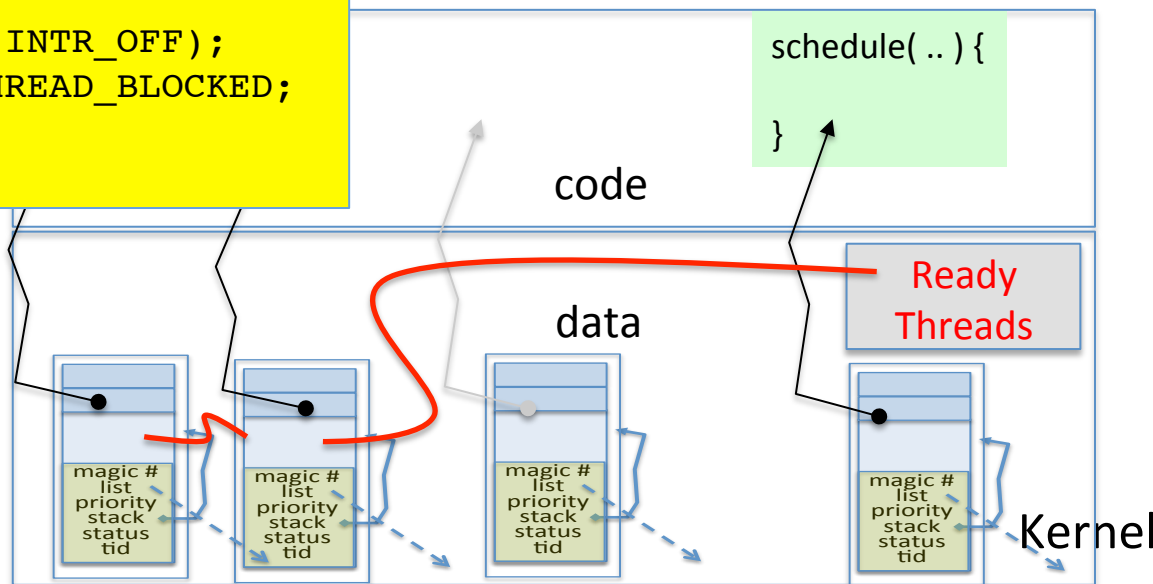 INTR_OFF);
HREAD_BLOCKED;
schedule( .. ) {
}
code
Ready
Threads
data
magic #
list
priority
stack
status
tid
magic #
list
priority
stack
status
tid
magic #
list
priority
stack
status
tid
magic #
list
priority
stack
status
tid
Kernel